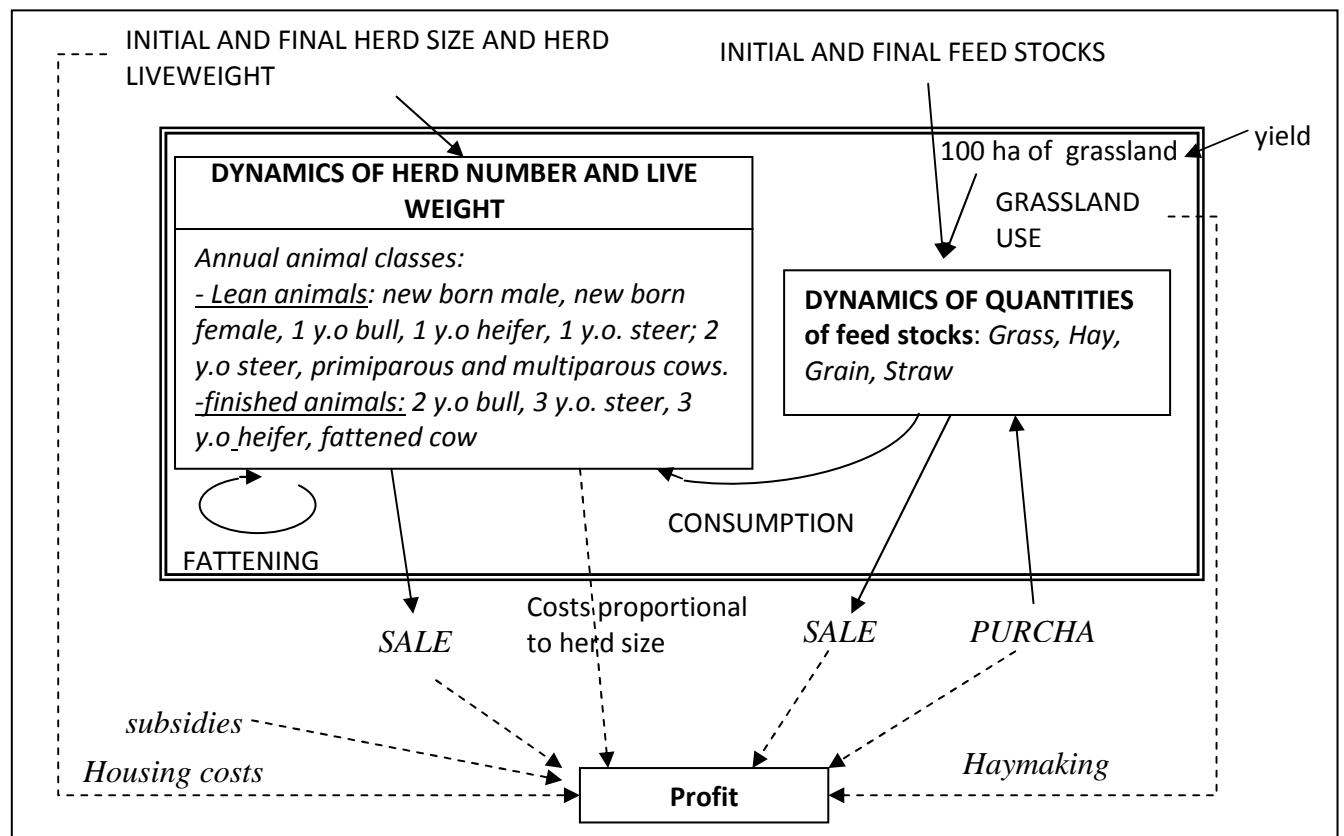 INITIAL AND FINAL HERD SIZE AND HERD
LIVEWEIGHT
INITIAL AND FINAL FEED STOCKS
yield
100 ha of grassland
GRASSLAND
USE
DYNAMICS OF HERD NUMBER AND LIVE
WEIGHT
Annual animal classes:
- Lean animals: new born male, new born
female, 1 y.o bull, 1 y.o heifer, 1 y.o. steer; 2
y.o steer, primiparous and multiparous cows.
-finished animals: 2 y.o bull, 3 y.o. steer, 3
y.o heifer, fattened cow
DYNAMICS OF QUANTITIES
of feed stocks: Grass, Hay,
Grain, Straw
CONSUMPTION
FATTENING
Costs proportional
to herd size
SALE
SALE
PURCHA
subsidies
Housing costs
Haymaking
Profit